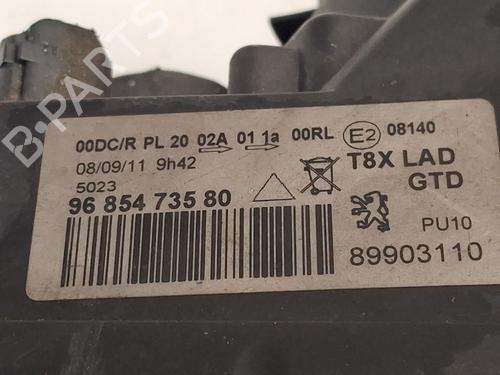 B-PARTS
00DC/R PL 20 02A 01 1a 00RL E2 08140
08/09/11 9h42
5023
T8X LAD
GTD
96 854 735 80
PU10
89903110